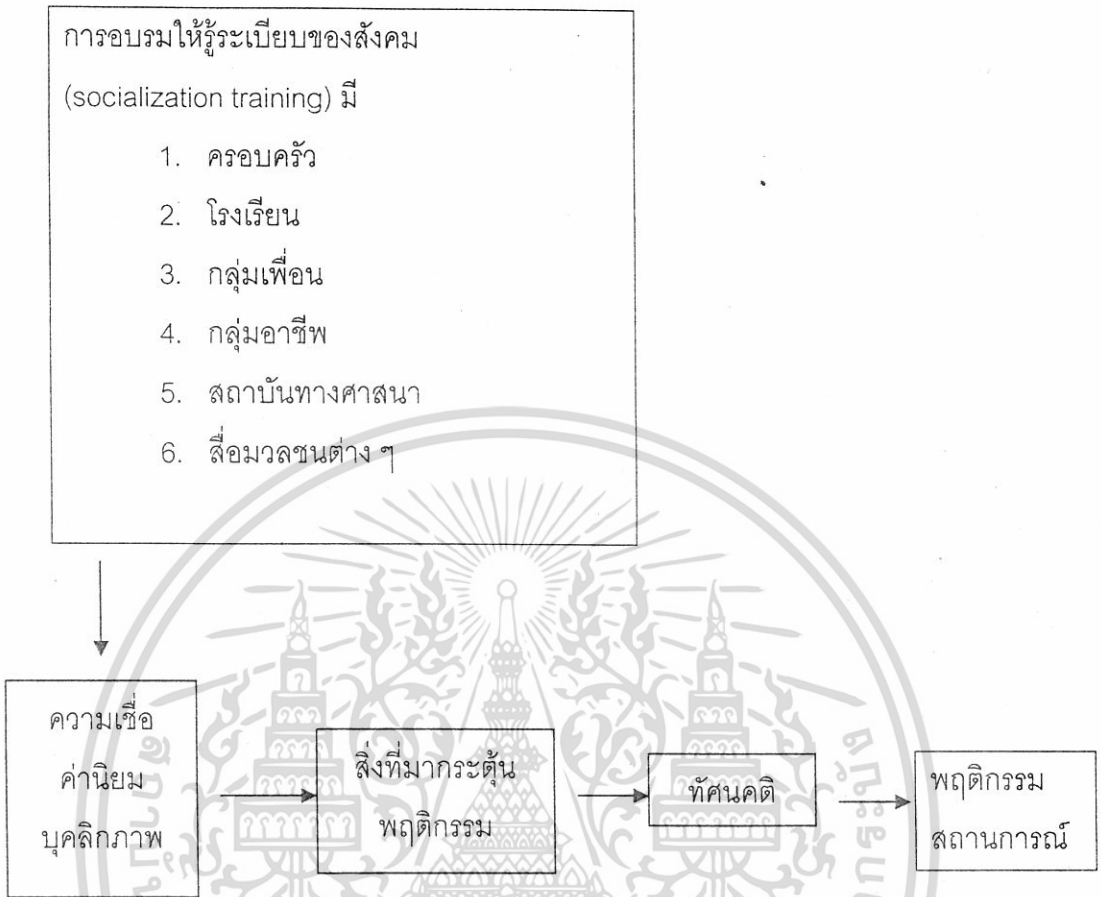 การอบรมให้รู้ระเบียบของสังคม
(socialization training) มี
1. ครอบครัว
2. โรงเรียน
3. กลุ่มเพื่อน
4. กลุ่มอาชีพ
5. สถาบันทางศาสนา
6. สื่อมวลชนต่าง ๆ
ความเชื่อ
ค่านิยม
บุคลิกภาพ
สิ่งที่มากระตุ้น
พฤติกรรม
ทัศนคติ
พฤติกรรม
สถานการณ์